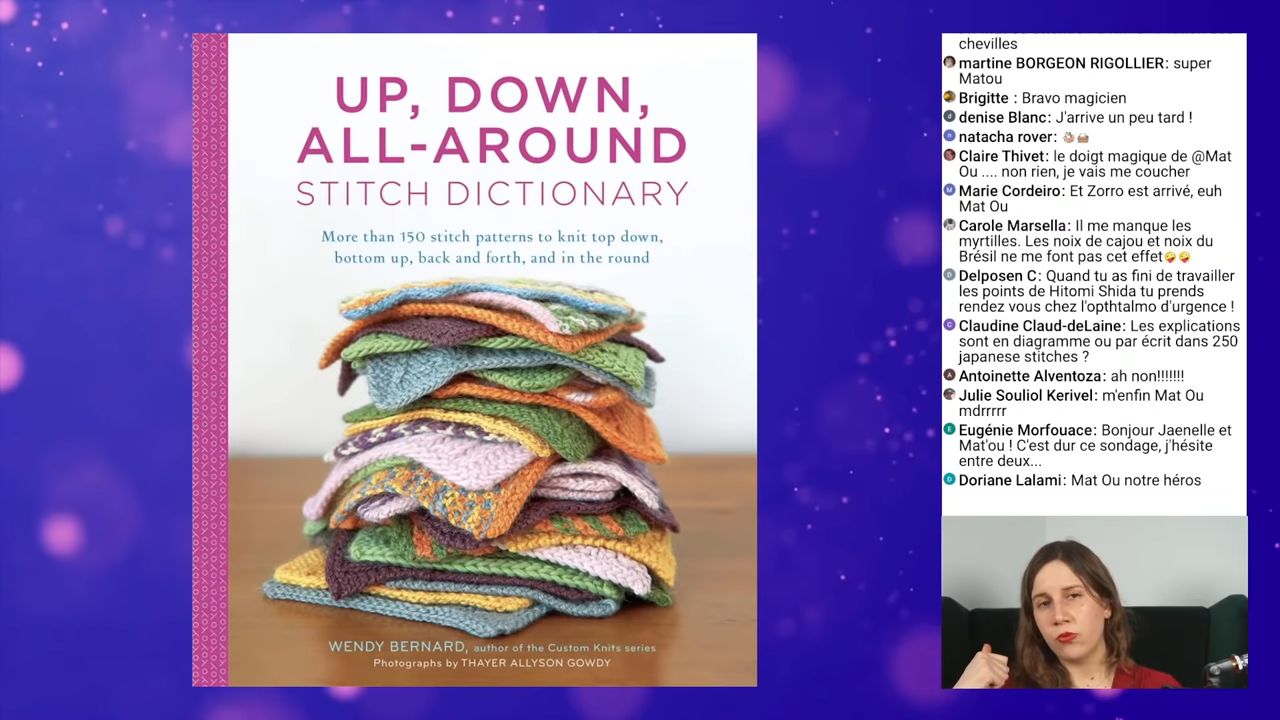 UP, DOWN,
ALL-AROUND
STITCH DICTIONARY
More than 150 stitch patterns to knit top down,
bottom up, back and forth, and in the round
WENDY BERNARD, author of the Custom Knits series
Photographs by THAYER ALLYSON GOWDY
chevilles
martine BORGEON RIGOLLIER: super
Matou
Brigitte : Bravo magicien
denise Blanc: J'arrive un peu tard !
natacha rover:
Claire Thivet: le doigt magique de @Mat
Ou .... non rien, je vais me coucher
Marie Cordeiro: Et Zorro est arrivé, euh
Mat Ou
Carole Marsella: Il me manque les
myrtilles. Les noix de cajou et noix du
Brésil ne me font pas cet effet🤪🤪
Delposen C: Quand tu as fini de travailler
les points de Hitomi Shida tu prends
rendez vous chez l'opthtalmo d'urgence !
Claudine Claud-deLaine: Les explications
sont en diagramme ou par écrit dans 250
japanese stitches ?
Antoinette Alventoza: ah non!!!!!!!
Julie Souliol Kerivel: m'enfin Mat Ou
mdrrrrr
Eugénie Morfouace: Bonjour Jaenelle et
Mat'ou ! C'est dur ce sondage, j'hésite
entre deux...
Doriane Lalami: Mat Ou notre héros